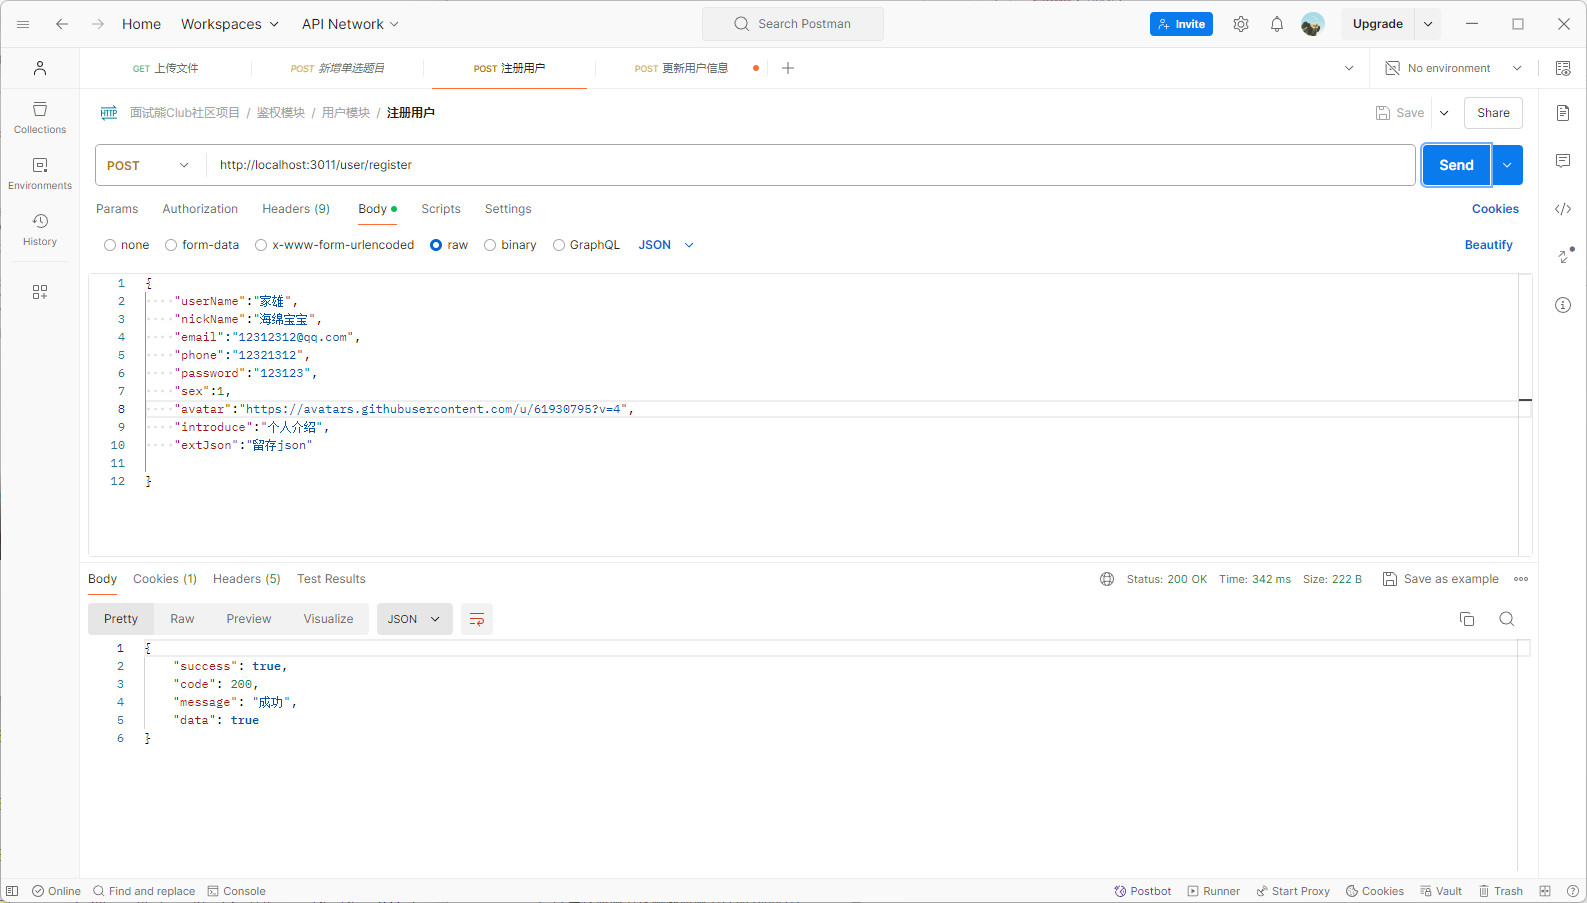 Home Workspaces API Network Search Postman Invite Upgrade
GET 上传文件 POST 新增单选题目 POST 注册用户 POST 更新用户信息 No environment
HTTP 面试熊Club社区项目 / 鉴权模块 / 用户模块 / 注册用户 Save Share
Collections
Environments
History
POST http://localhost:3011/user/register Send
Params Authorization Headers (9) Body Scripts Settings Cookies
none form-data x-www-form-urlencoded raw binary GraphQL JSON Beautify
1 {
2 "userName":"家雄",
3 "nickName":"海绵宝宝",
4 "email":"12312312@qq.com",
5 "phone":"12321312",
6 "password":"123123",
7 "sex":1,
8 "avatar":"https://avatars.githubusercontent.com/u/61930795?v=4",
9 "introduce":"个人介绍",
10 "extJson":"留存json"
11
12 }
Body Cookies (1) Headers (5) Test Results Status: 200 OK Time: 342 ms Size: 222 B Save as example
Pretty Raw Preview Visualize JSON
1 {
2 "success": true,
3 "code": 200,
4 "message": "成功",
5 "data": true
6 }
Online Find and replace Console Postbot Runner Start Proxy Cookies Vault Trash